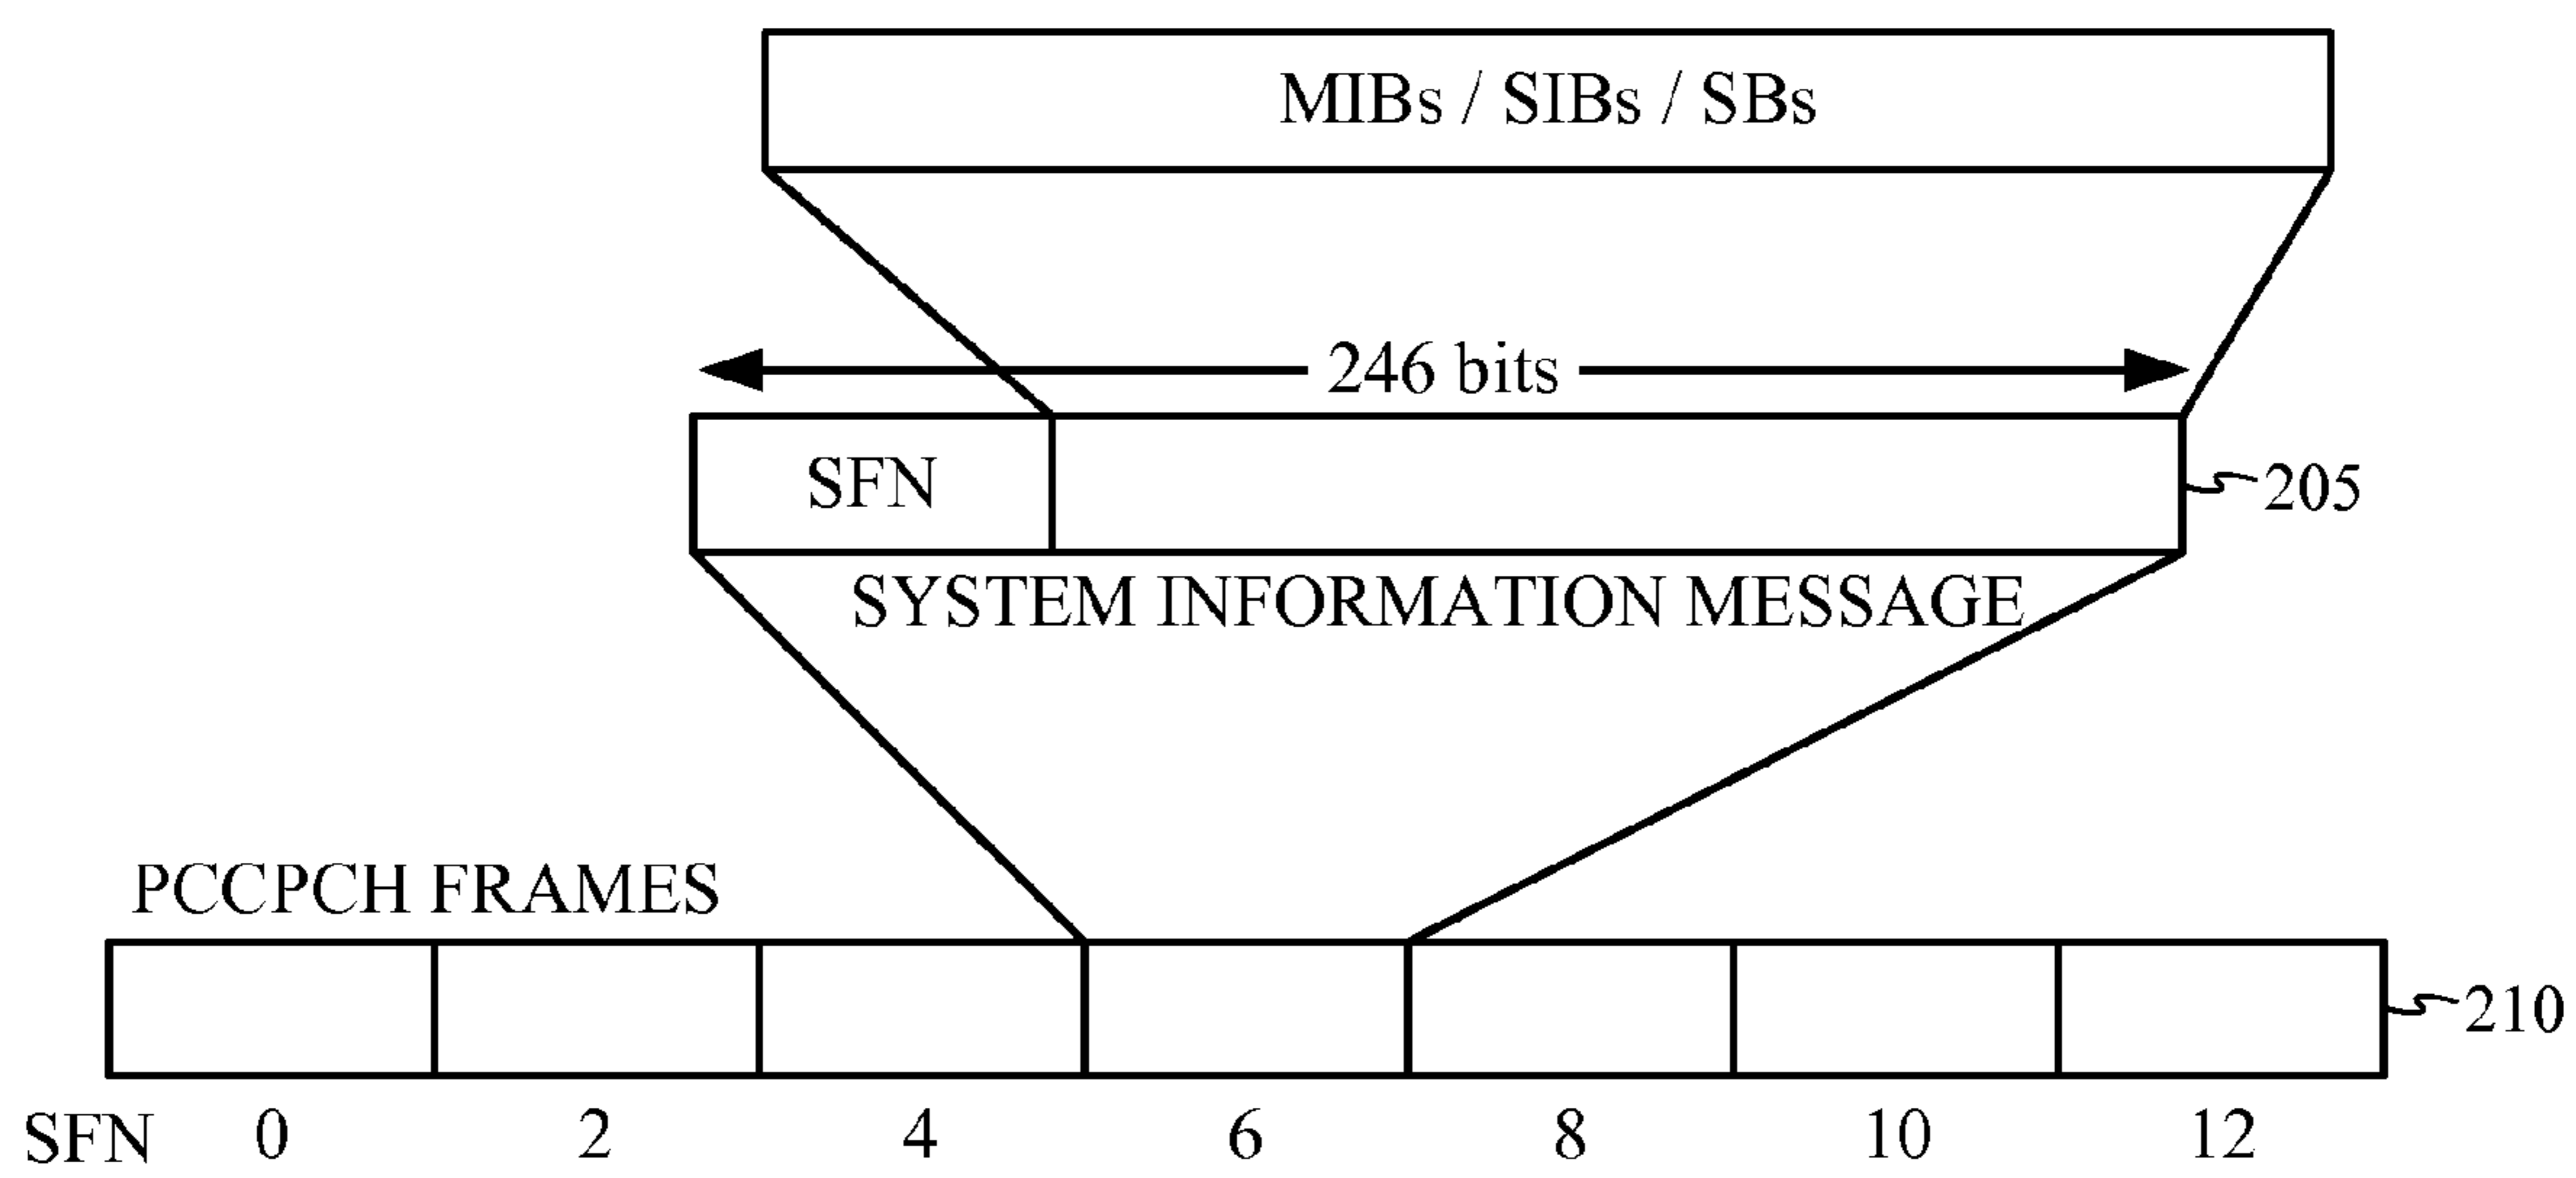 MIBs / SIBs / SBs
246 bits
SFN
205
SYSTEM INFORMATION MESSAGE
PCCPCH FRAMES
210
SFN 0 2 4 6 8 10 12